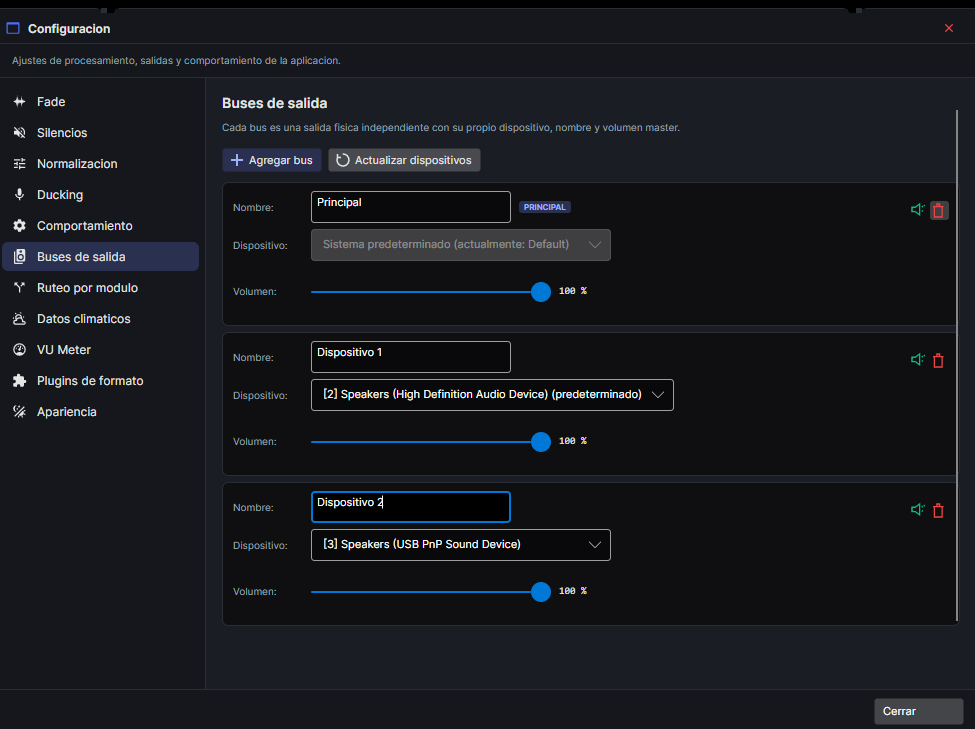 Configuracion
Ajustes de procesamiento, salidas y comportamiento de la aplicacion.
Fade
Silencios
Normalizacion
Ducking
Comportamiento
Buses de salida
Ruteo por modulo
Datos climaticos
VU Meter
Plugins de formato
Apariencia
Buses de salida
Cada bus es una salida fisica independiente con su propio dispositivo, nombre y volumen master.
Agregar bus
Actualizar dispositivos
Nombre: Principal PRINCIPAL
Dispositivo: Sistema predeterminado (actualmente: Default)
Volumen: 100 %
Nombre: Dispositivo 1
Dispositivo: [2] Speakers (High Definition Audio Device) (predeterminado)
Volumen: 100 %
Nombre: Dispositivo 2
Dispositivo: [3] Speakers (USB PnP Sound Device)
Volumen: 100 %
Cerrar